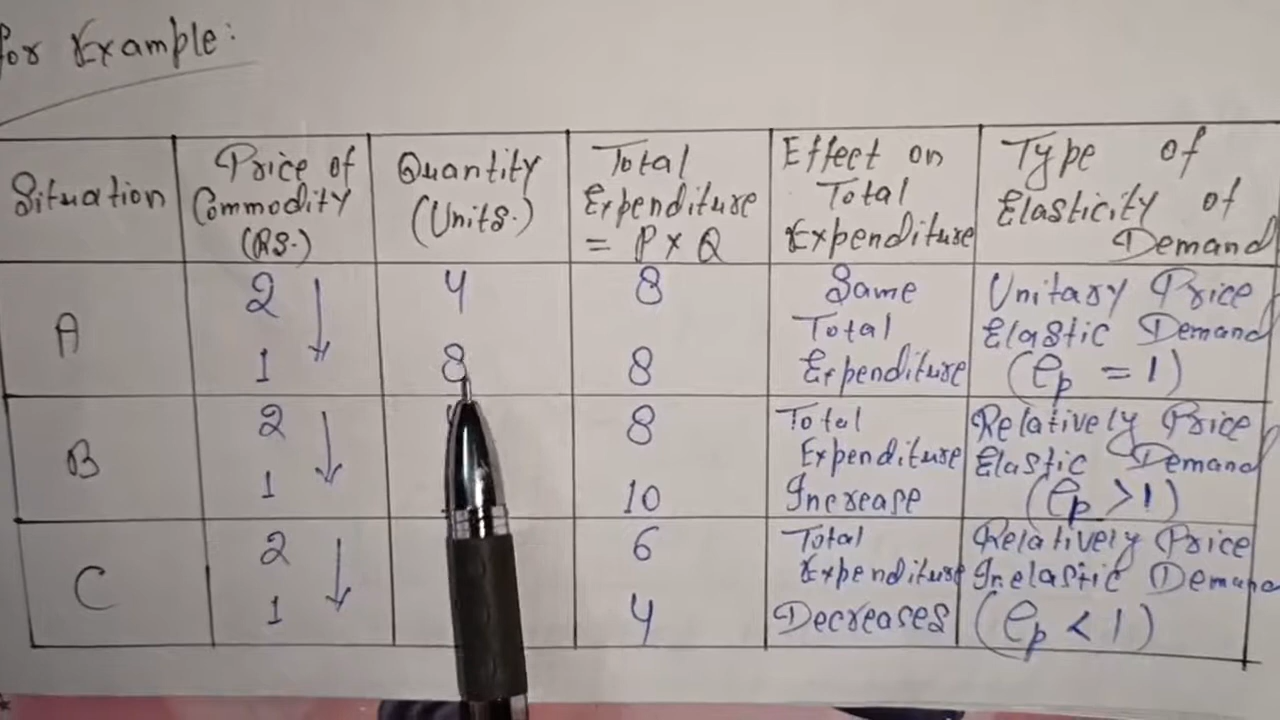 For Example:
Situation
Price of
Commodity
(RS.)
Quantity
(Units.)
Total
Expenditure
= P x Q
Effect on
Total
Expenditure
Type of
Elasticity of
Demand
A
2
1
4
8
8
8
Same
Total
Expenditure
Unitary Price
Elastic Demand
(ep = 1)
B
2
1
8
10
Total
Expenditure
Increase
Relatively Price
Elastic Demand
(ep > 1)
C
2
1
6
4
Total
Expenditure
Decreases
Relatively Price
Inelastic Demand
(ep < 1)